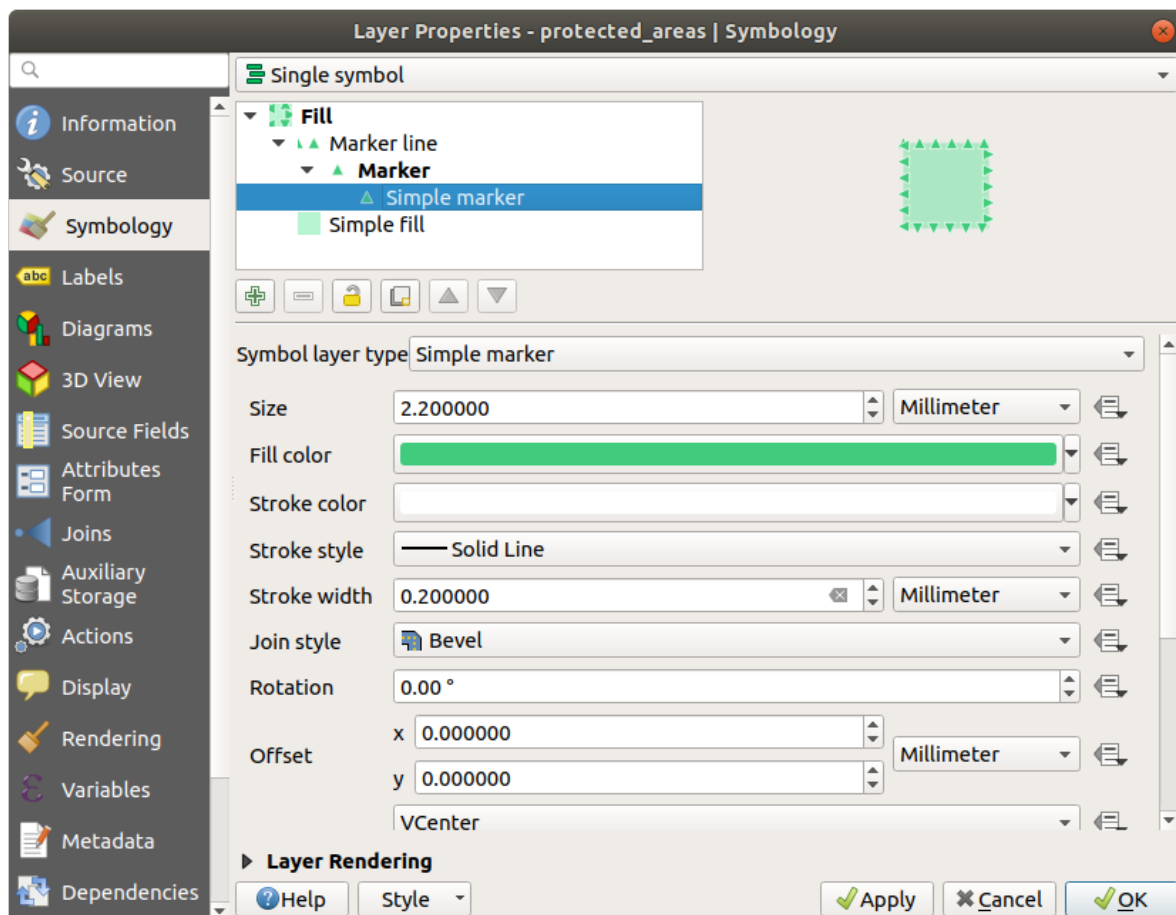 Layer Properties - protected_areas | Symbology
Information
Source
Symbology
abc Labels
Diagrams
3D View
Source Fields
Attributes
Form
Joins
Auxiliary
Storage
Actions
Display
Rendering
Variables
Metadata
Dependencies
Single symbol
Fill
Marker line
Marker
Simple marker
Simple fill
Symbol layer type Simple marker
Size 2.200000 Millimeter
Fill color
Stroke color
Stroke style Solid Line
Stroke width 0.200000 Millimeter
Join style Bevel
Rotation 0.00 °
Offset x 0.000000 Millimeter
y 0.000000
VCenter
Layer Rendering
Help Style Apply Cancel OK